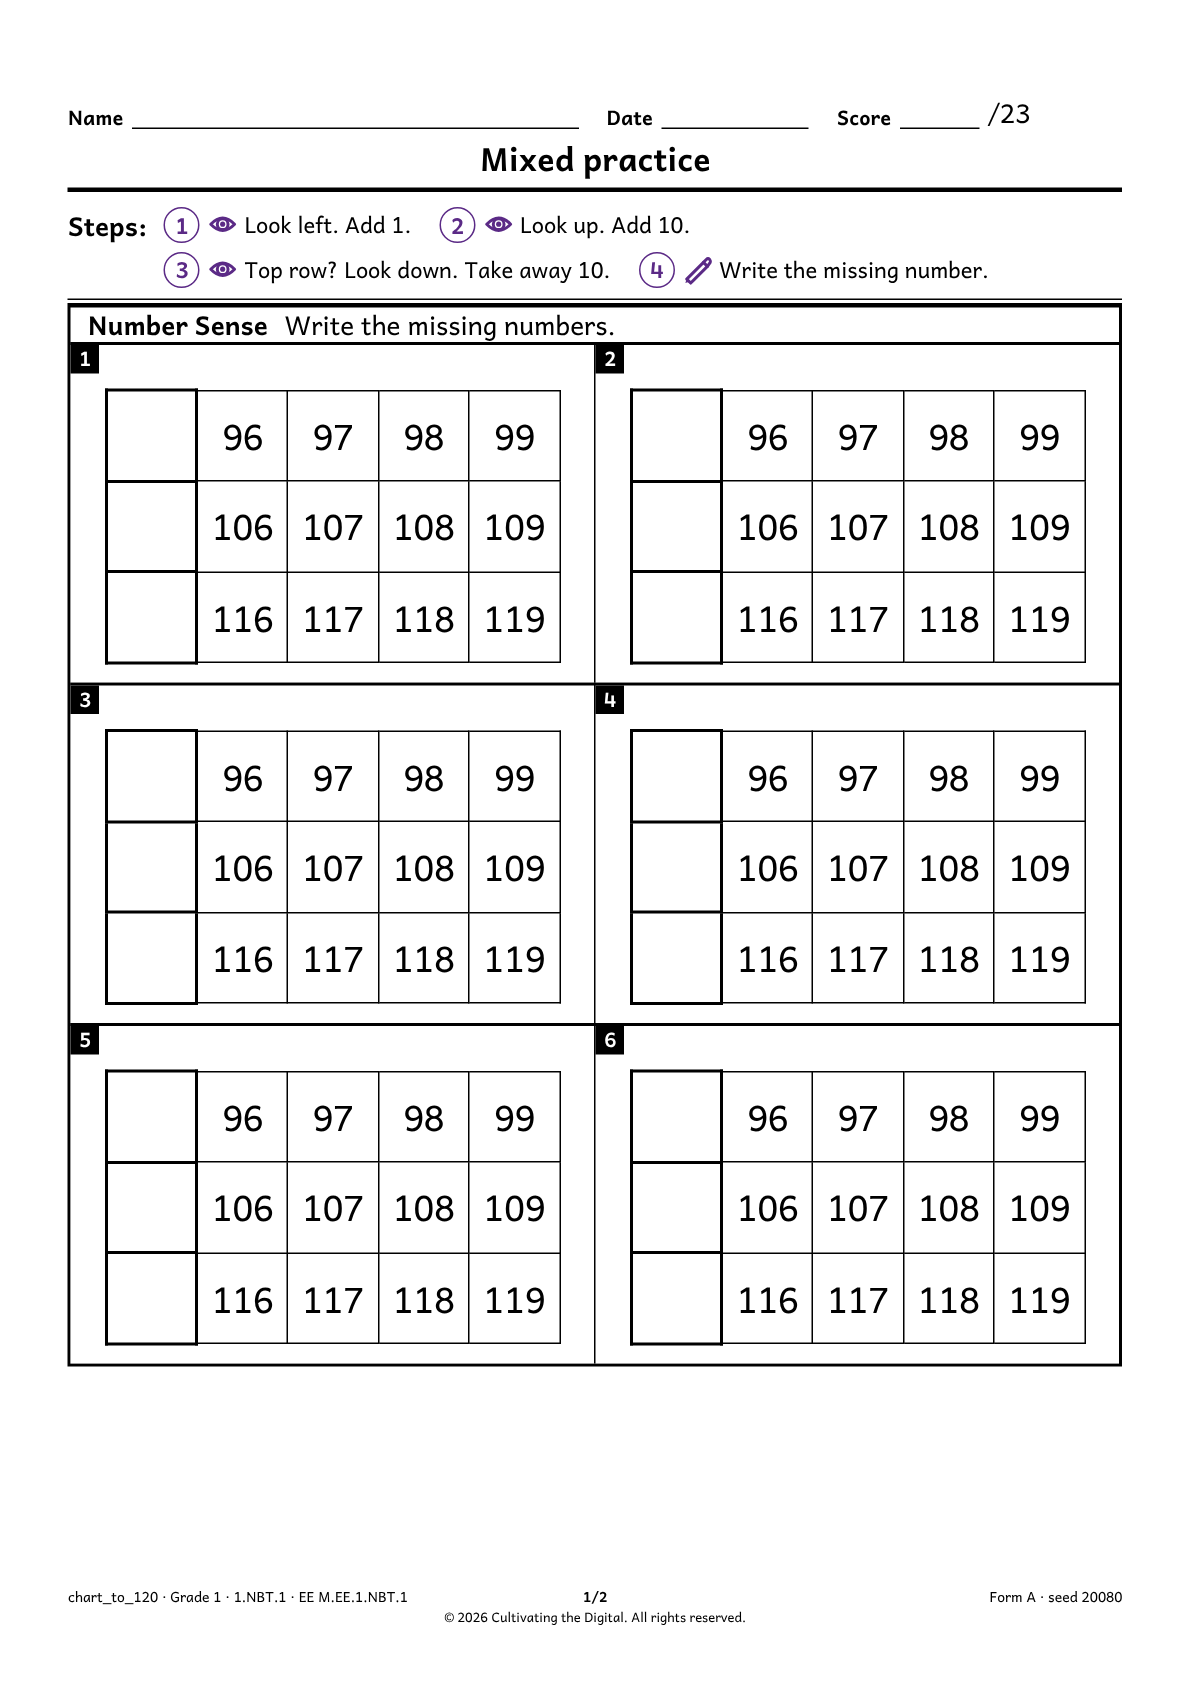 Name Date Score /23
Mixed practice
Steps: 1 Look left. Add 1. 2 Look up. Add 10.
3 Top row? Look down. Take away 10. 4 Write the missing number.
Number Sense Write the missing numbers.
1
96 97 98 99
106 107 108 109
116 117 118 119
2
96 97 98 99
106 107 108 109
116 117 118 119
3
96 97 98 99
106 107 108 109
116 117 118 119
4
96 97 98 99
106 107 108 109
116 117 118 119
5
96 97 98 99
106 107 108 109
116 117 118 119
6
96 97 98 99
106 107 108 109
116 117 118 119
chart_to_120 · Grade 1 · 1.NBT.1 · EE M.EE.1.NBT.1 1/2 Form A · seed 20080
© 2026 Cultivating the Digital. All rights reserved.